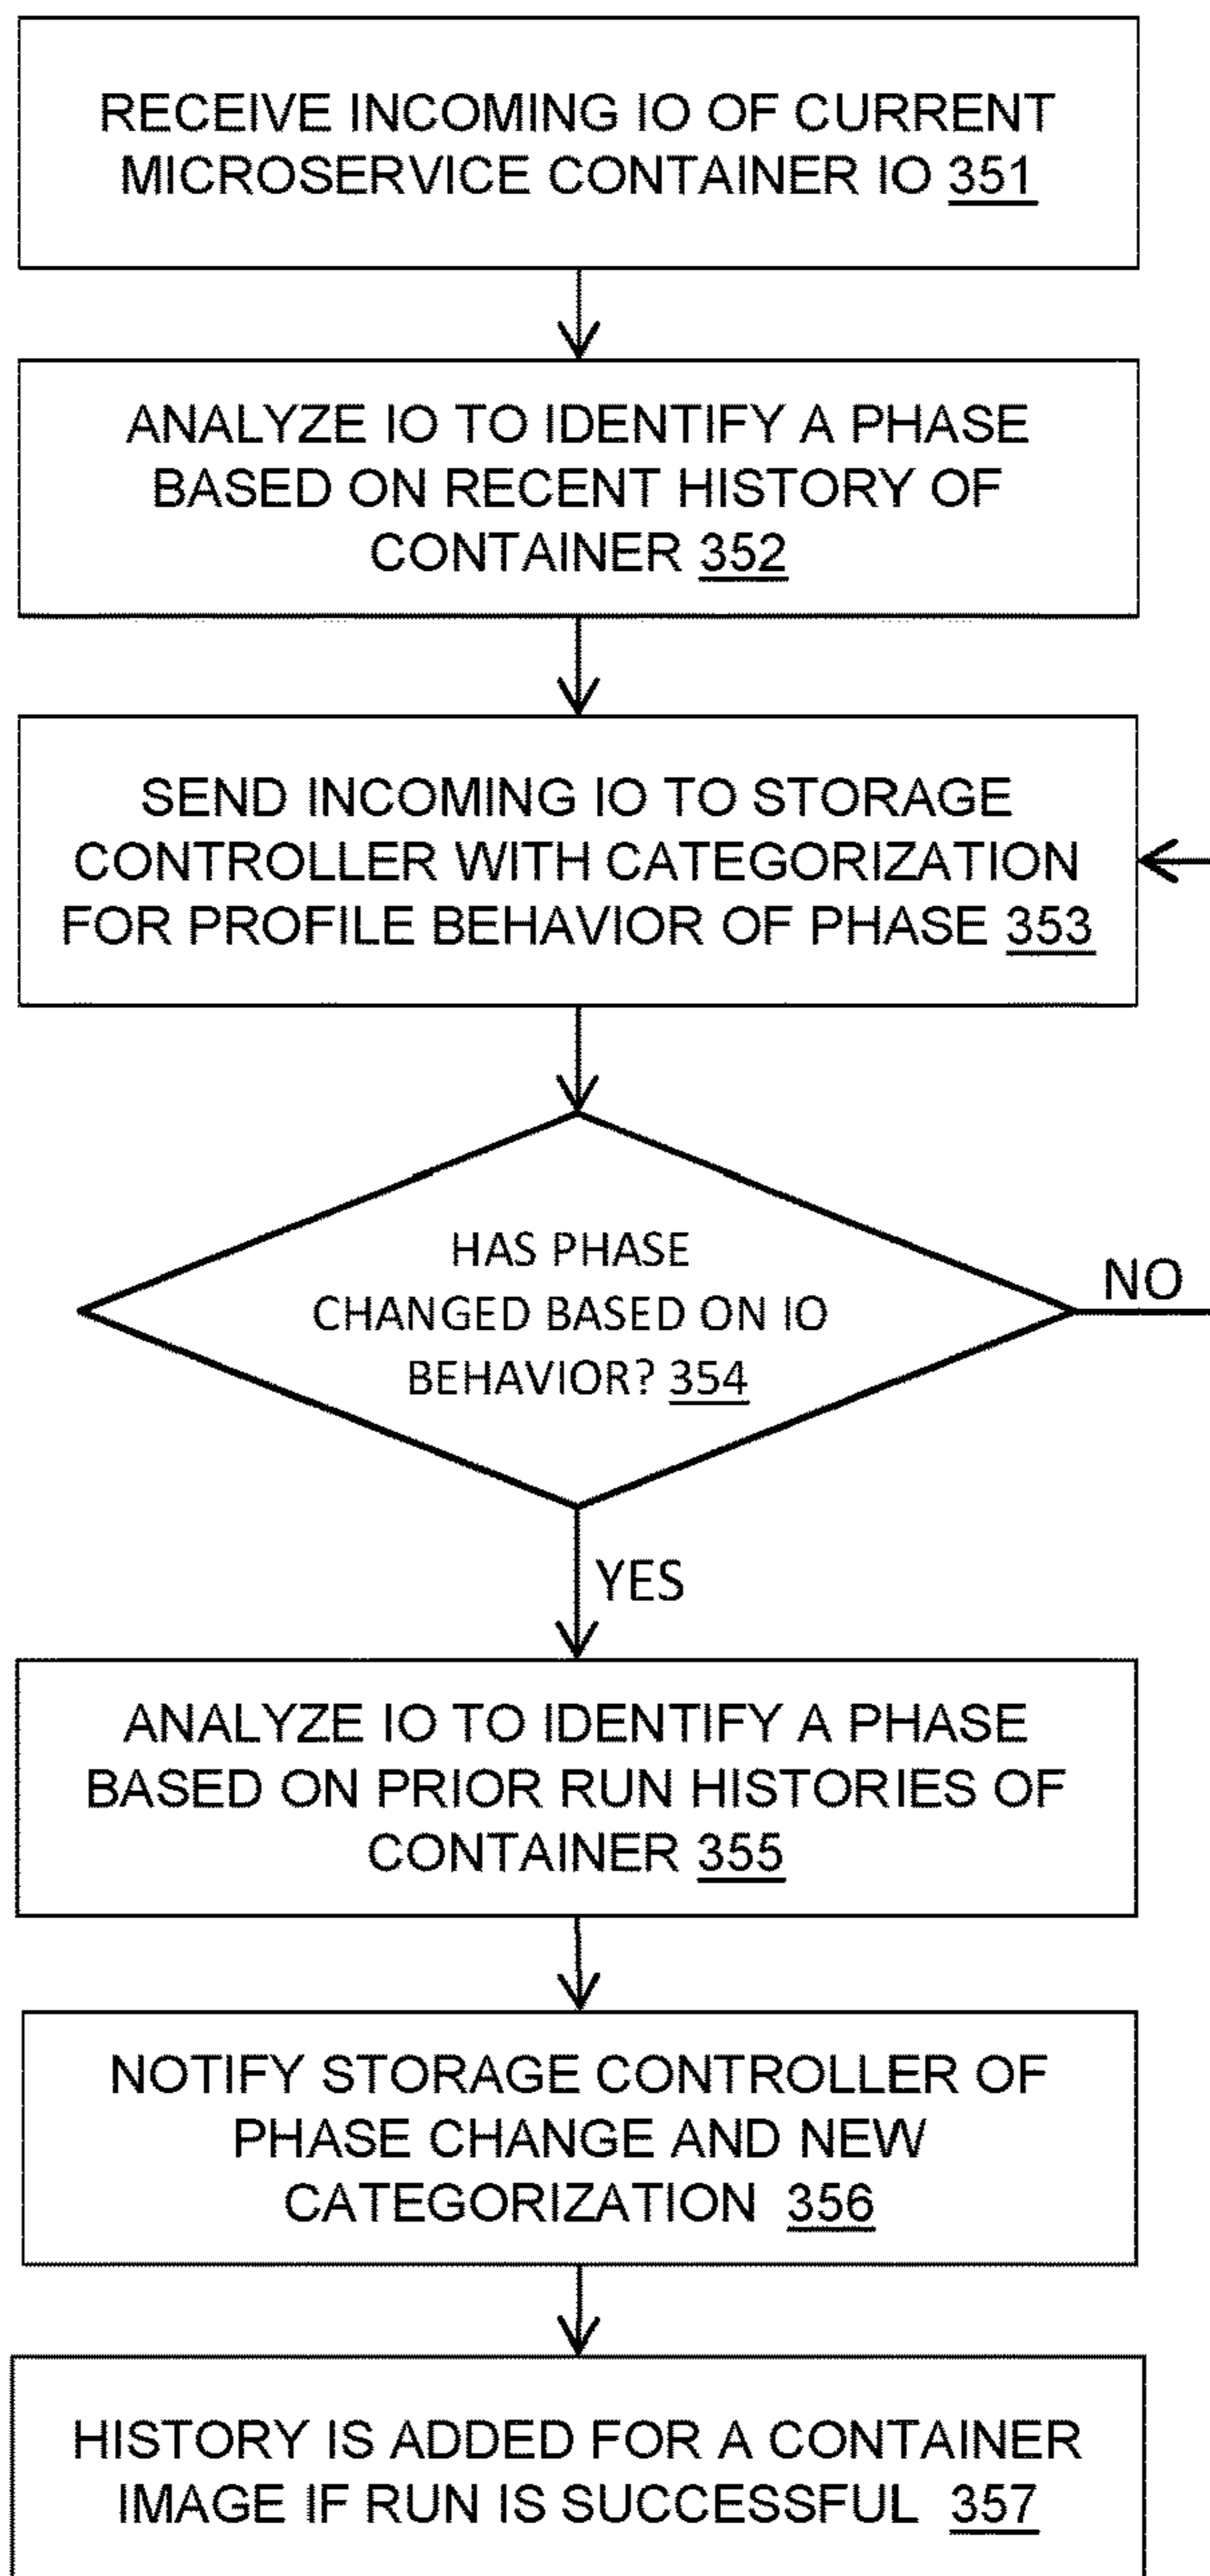 RECEIVE INCOMING IO OF CURRENT
MICROSERVICE CONTAINER IO 351
ANALYZE IO TO IDENTIFY A PHASE
BASED ON RECENT HISTORY OF
CONTAINER 352
SEND INCOMING IO TO STORAGE
CONTROLLER WITH CATEGORIZATION
FOR PROFILE BEHAVIOR OF PHASE 353
HAS PHASE
CHANGED BASED ON IO
BEHAVIOR? 354
NO
YES
ANALYZE IO TO IDENTIFY A PHASE
BASED ON PRIOR RUN HISTORIES OF
CONTAINER 355
NOTIFY STORAGE CONTROLLER OF
PHASE CHANGE AND NEW
CATEGORIZATION 356
HISTORY IS ADDED FOR A CONTAINER
IMAGE IF RUN IS SUCCESSFUL 357